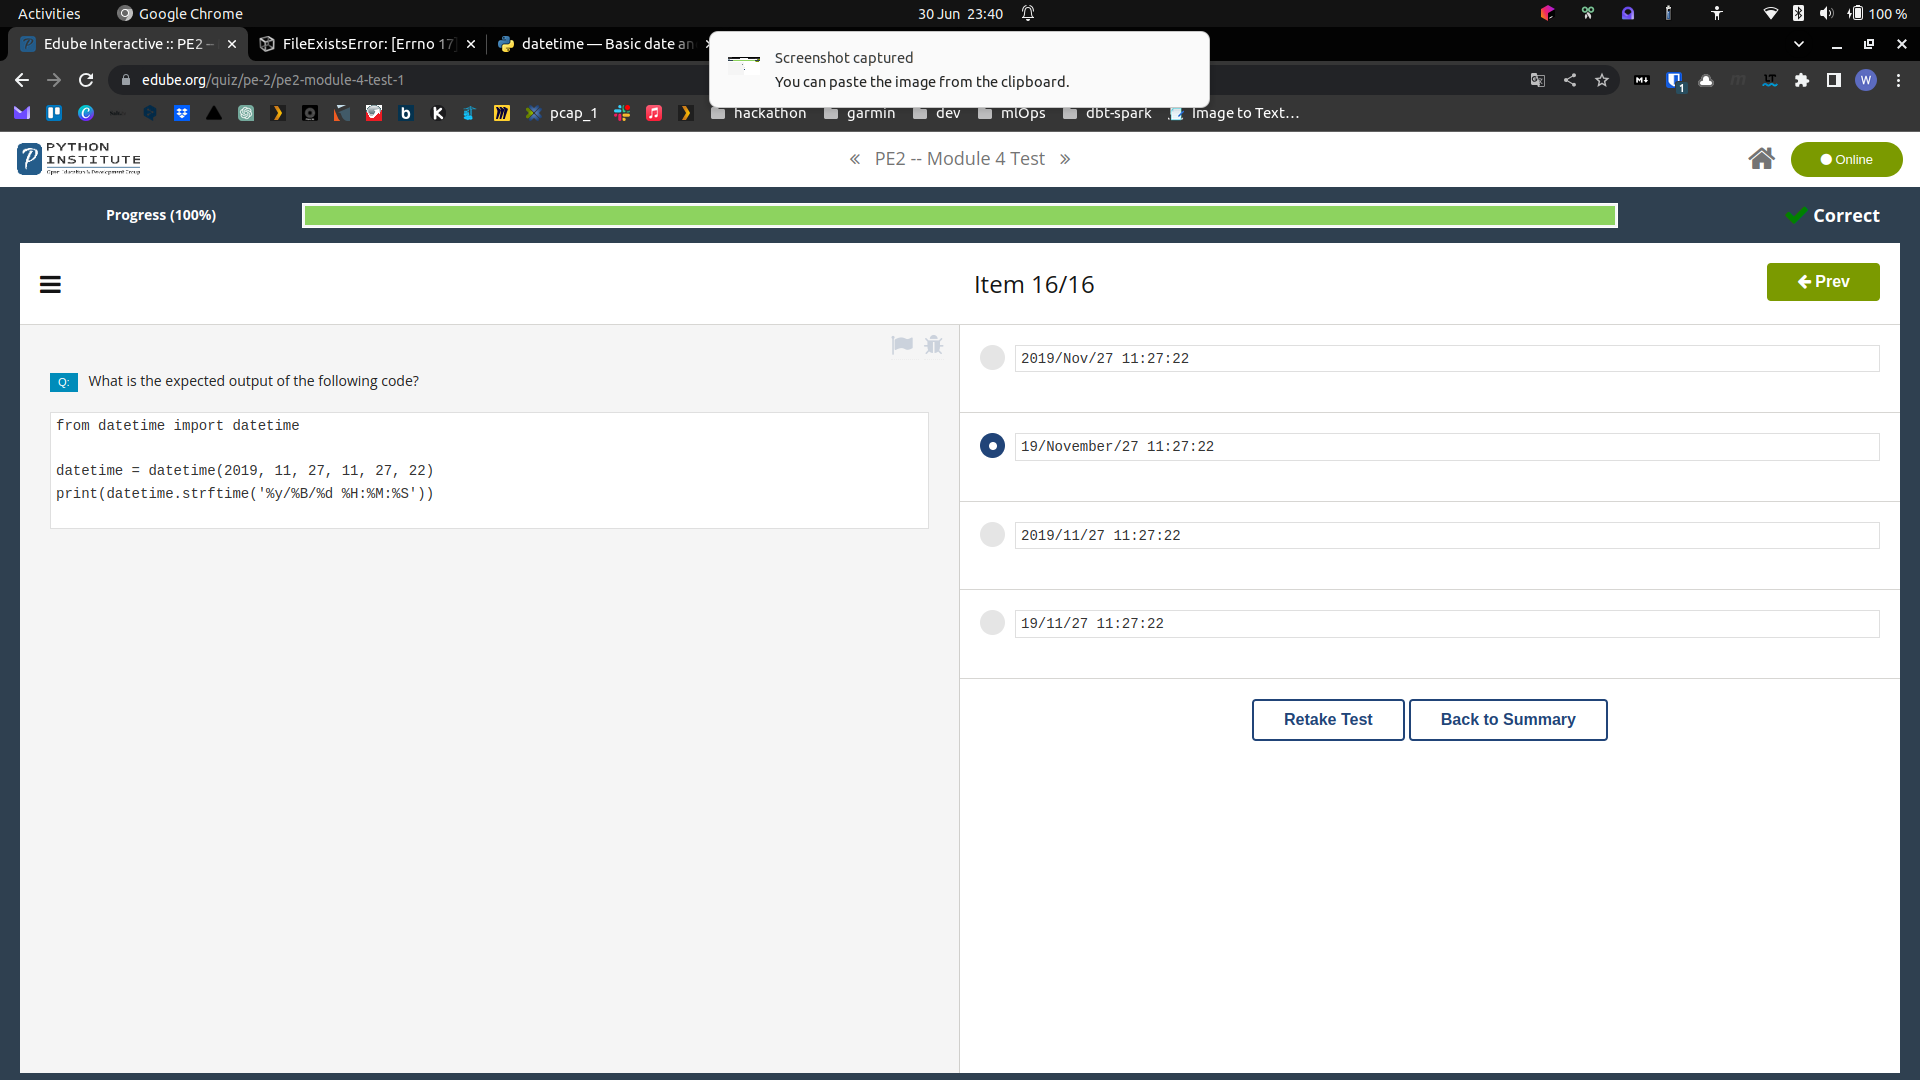 Activities
Google Chrome
30 Jun 23:40
100 %
Edube Interactive :: PE2 –
FileExistsError: [Errno 17]
datetime — Basic date an
Screenshot captured
You can paste the image from the clipboard.
edube.org/quiz/pe-2/pe2-module-4-test-1
M↓
1
LT
W
pcap_1
hackathon
garmin
dev
mlOps
dbt-spark
Image to Text...
PYTHON
INSTITUTE
Open Education & Development Group
« PE2 -- Module 4 Test »
Online
Progress (100%)
Correct
Item 16/16
Prev
Q: What is the expected output of the following code?
from datetime import datetime
datetime = datetime(2019, 11, 27, 11, 27, 22)
print(datetime.strftime('%y/%B/%d %H:%M:%S'))
2019/Nov/27 11:27:22
19/November/27 11:27:22
2019/11/27 11:27:22
19/11/27 11:27:22
Retake Test
Back to Summary